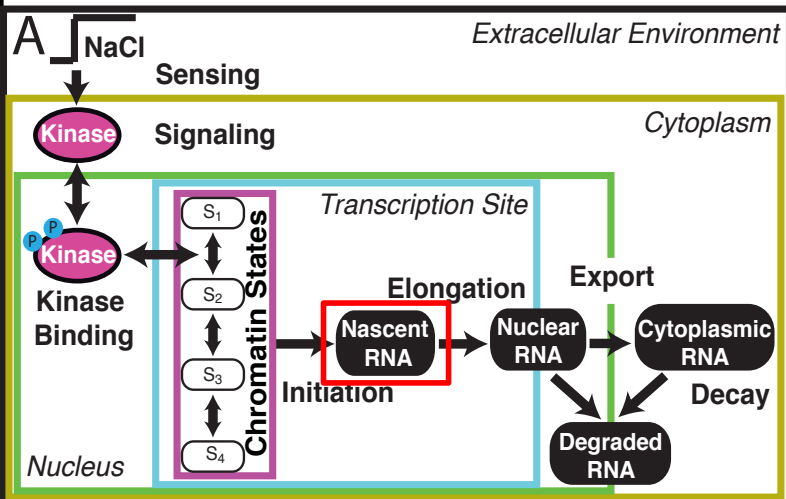 A
NaCl
Extracellular Environment
Sensing
Kinase
Signaling
Cytoplasm
Transcription Site
P
P
Kinase
Kinase
Binding
S1
S2
S3
S4
Chromatin States
Initiation
Nascent
RNA
Elongation
Nuclear
RNA
Export
Cytoplasmic
RNA
Decay
Degraded
RNA
Nucleus